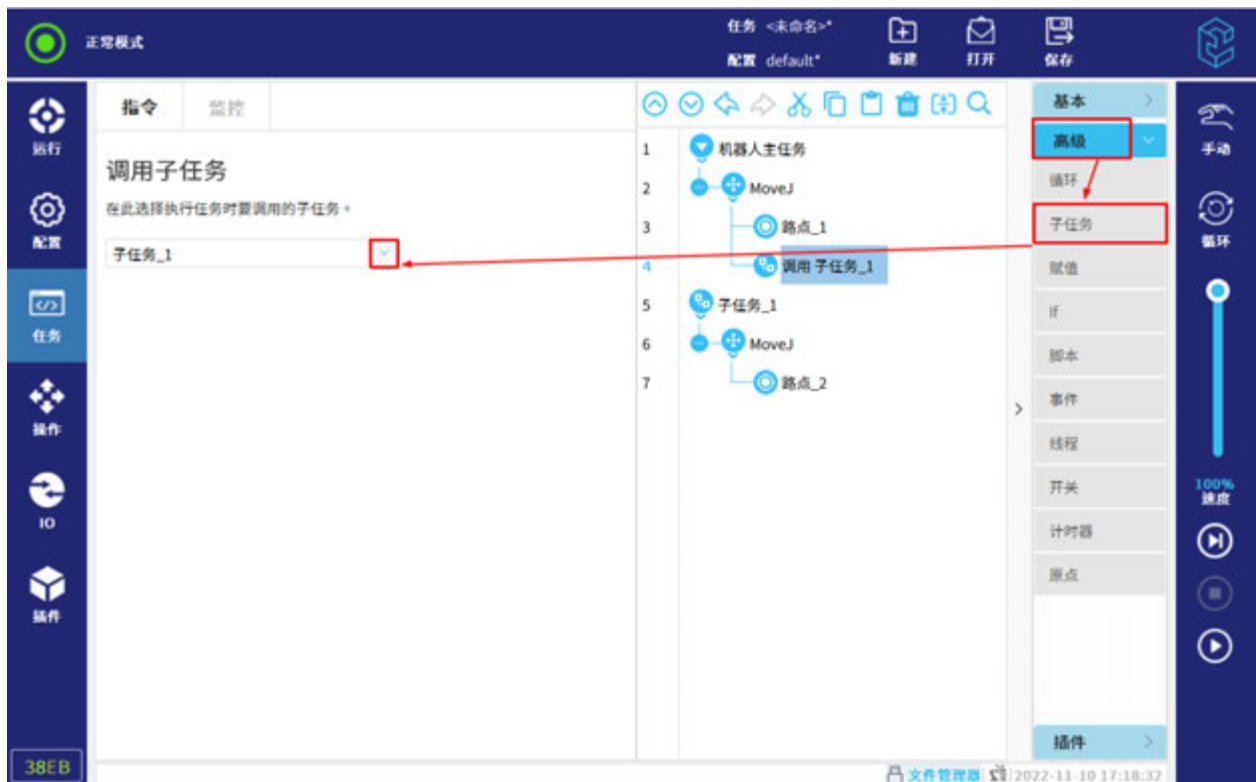 正常模式
任务 <未命名>*
配置 default*
新建
打开
保存
运行
配置
任务
操作
IO
插件
38EB
指令
监控
调用子任务
在此选择执行任务时要调用的子任务。
子任务_1
1 机器人主任务
2 MoveJ
3 路点_1
4 调用 子任务_1
5 子任务_1
6 MoveJ
7 路点_2
基本
高级
循环
子任务
赋值
If
脚本
事件
线程
开关
计时器
原点
插件
手动
循环
100%
速度
文件管理器
2022-11-10 17:18:32